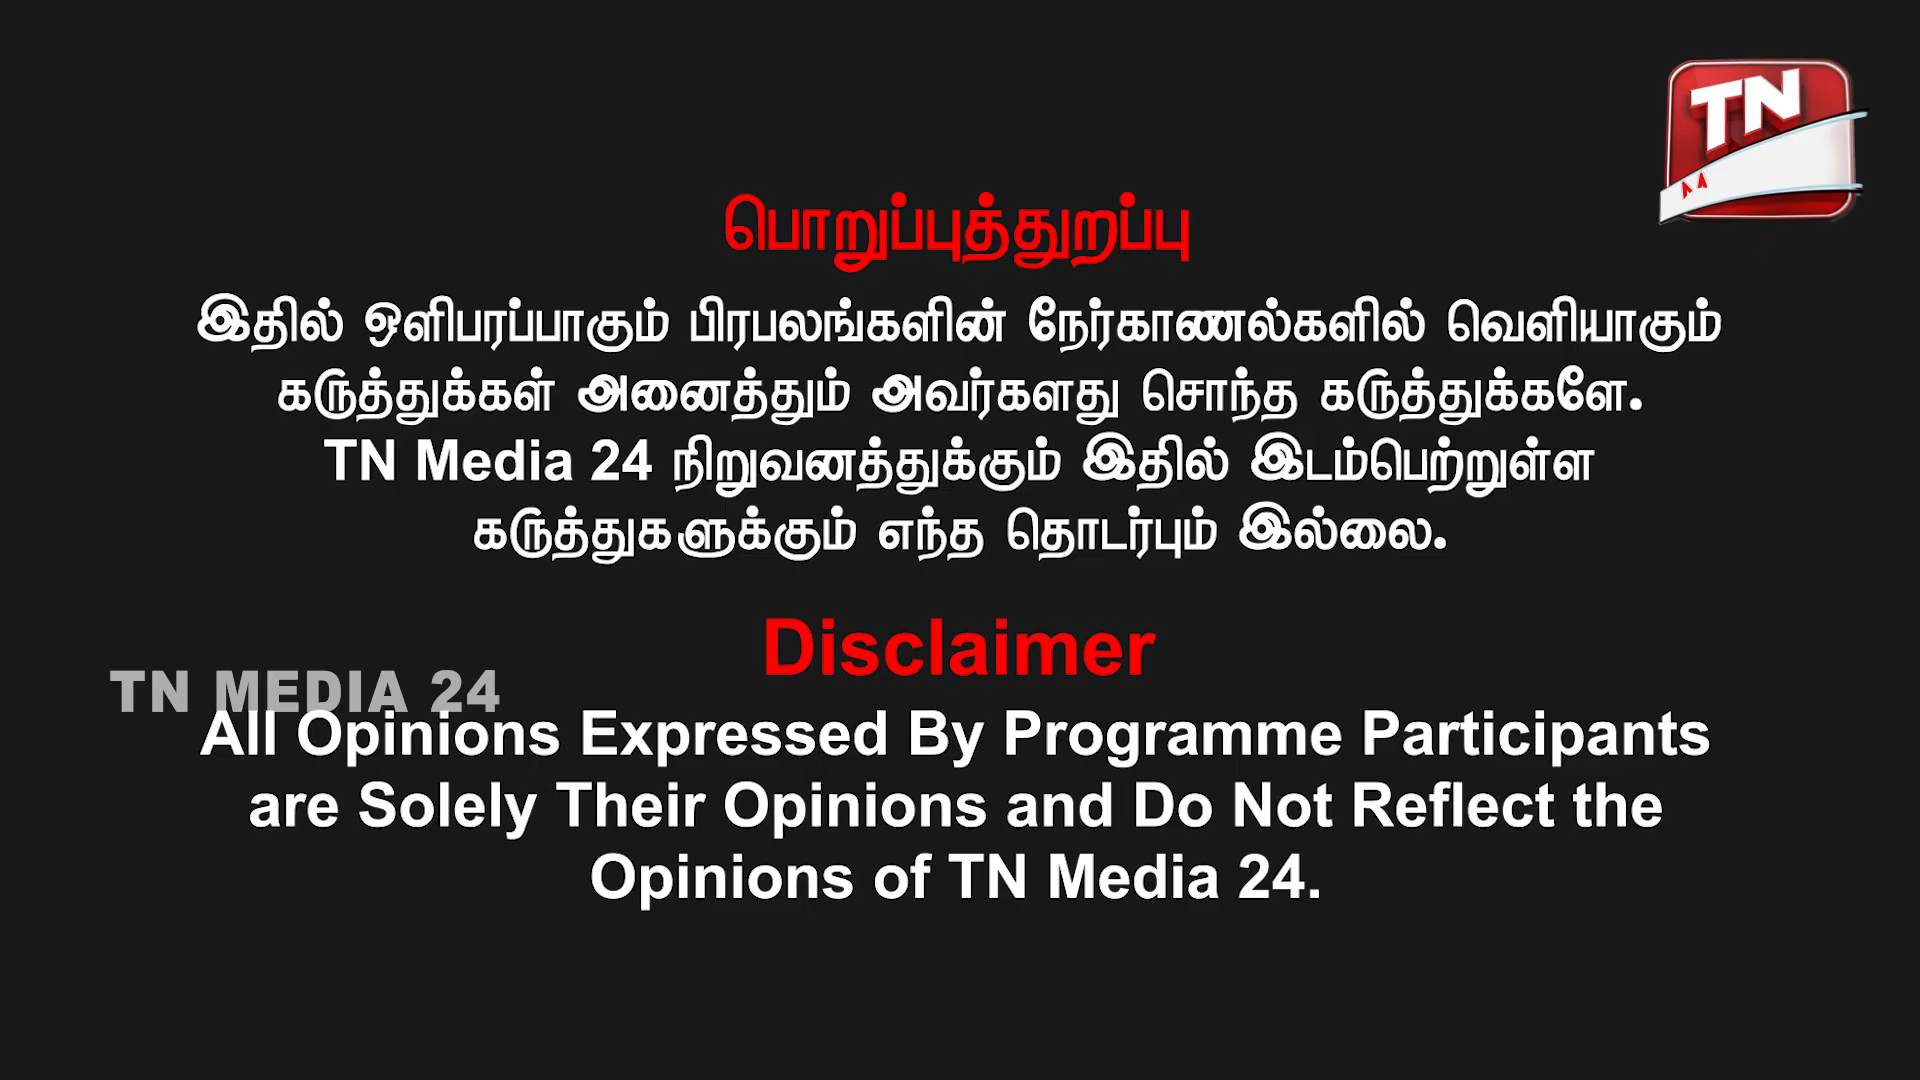 TN
பொறுப்புத்துறப்பு
இதில் ஒளிபரப்பாகும் பிரபலங்களின் நேர்காணல்களில் வெளியாகும்
கருத்துக்கள் அனைத்தும் அவர்களது சொந்த கருத்துக்களே.
TN Media 24 நிறுவனத்துக்கும் இதில் இடம்பெற்றுள்ள
கருத்துகளுக்கும் எந்த தொடர்பும் இல்லை.
Disclaimer
TN MEDIA 24
All Opinions Expressed By Programme Participants
are Solely Their Opinions and Do Not Reflect the
Opinions of TN Media 24.